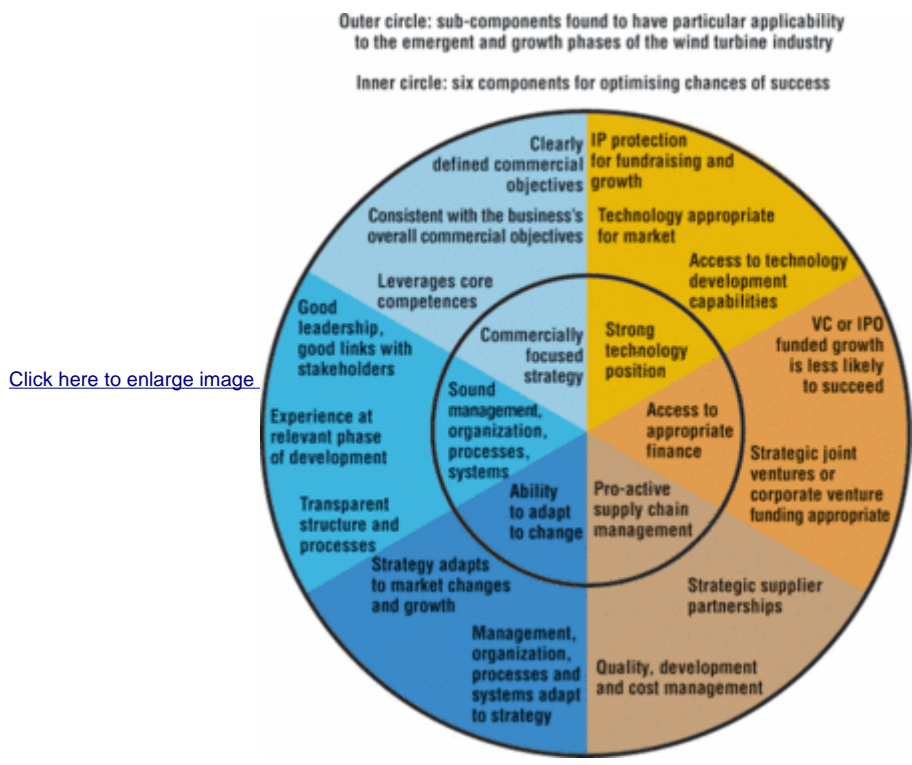 Outer circle: sub-components found to have particular applicability
to the emergent and growth phases of the wind turbine industry
Inner circle: six components for optimising chances of success
Clearly
defined commercial
objectives
Consistent with the business's
overall commercial objectives
Leverages core
competences
Commercially
focused
strategy
IP protection
for fundraising and
growth
Technology appropriate
for market
Access to technology
development
capabilities
Strong
technology
position
VC or IPO
funded growth
is less likely
to succeed
Strategic joint
ventures or
corporate venture
funding appropriate
Access to
appropriate
finance
Pro-active
supply chain
management
Strategic supplier
partnerships
Quality, development
and cost management
Ability
to adapt
to change
Strategy adapts
to market changes
and growth
Management,
organization,
processes and
systems adapt
to strategy
Sound
management,
organization,
processes,
systems
Good
leadership,
good links with
stakeholders
Experience at
relevant phase
of development
Transparent
structure and
processes
Click here to enlarge image